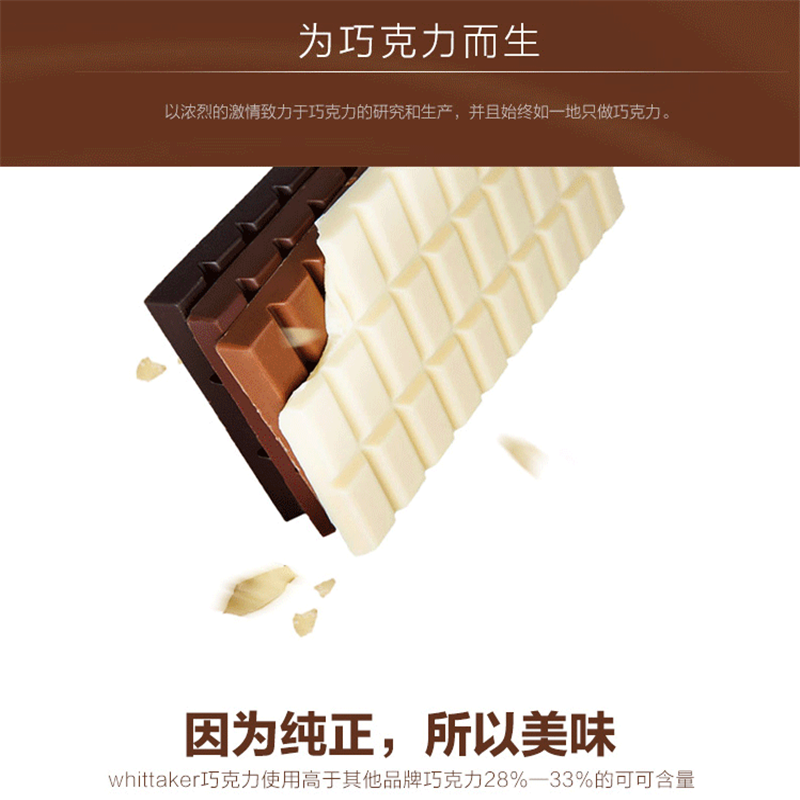 为巧克力而生
以浓烈的激情致力于巧克力的研究和生产，并且始终如一地只做巧克力。
因为纯正，所以美味
whittaker巧克力使用高于其他品牌巧克力28%—33%的可可含量